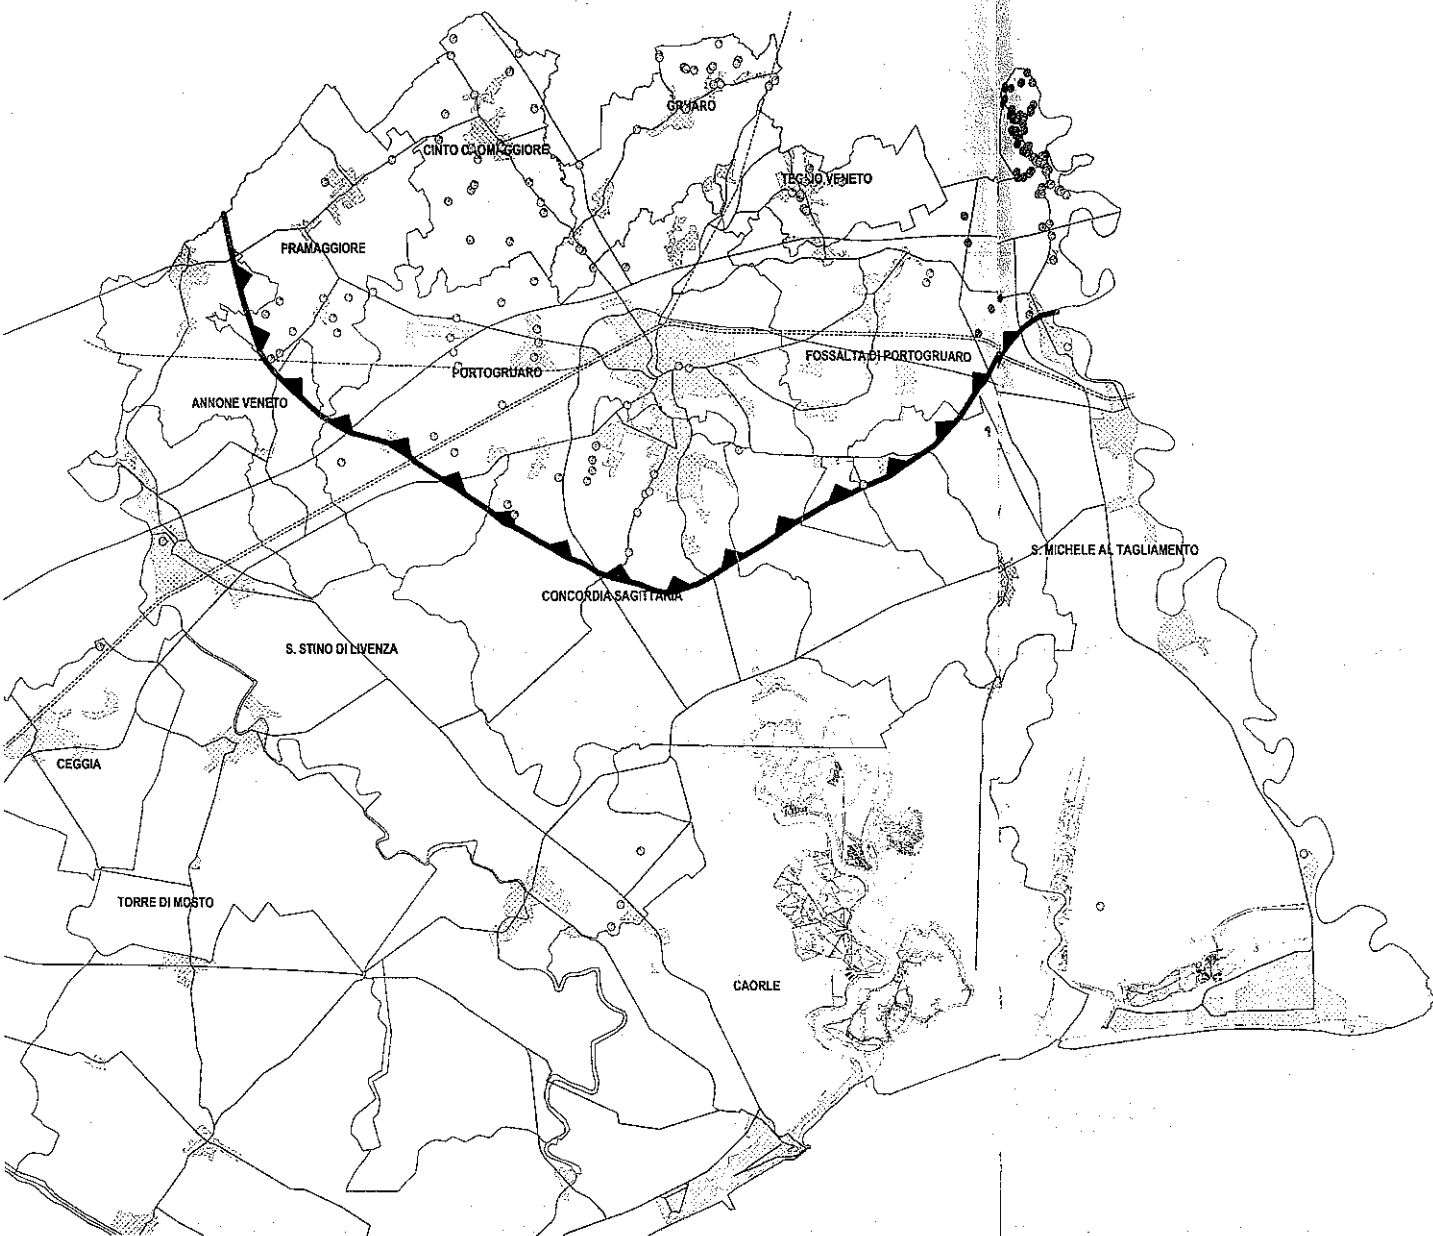 GRUARO
CINTO CAOMAGGIORE
TEGLIO VENETO
PRAMAGGIORE
FOSSALTA DI PORTOGRUARO
PORTOGRUARO
ANNONE VENETO
S. MICHELE AL TAGLIAMENTO
CONCORDIA SAGITTARIA
S. STINO DI LIVENZA
CEGGIA
TORRE DI MOSTO
CAORLE